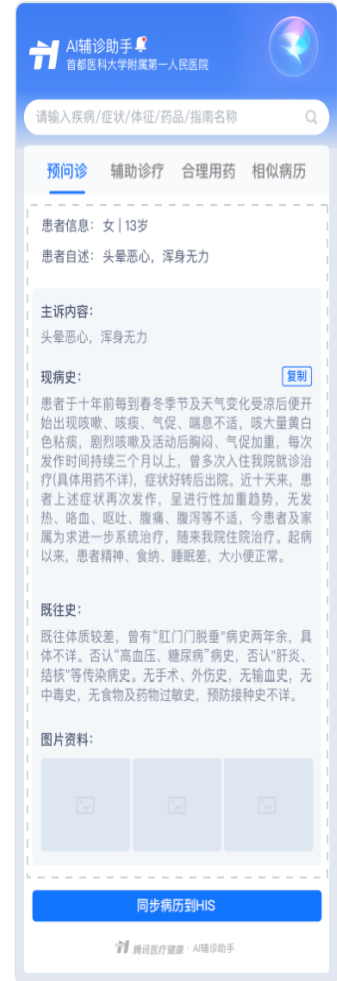 AI辅诊助手
首都医科大学附属第一人民医院
请输入疾病/症状/体征/药品/指南名称
预问诊 辅助诊疗 合理用药 相似病历
患者信息：女 | 13岁
患者自述：头晕恶心，浑身无力
主诉内容：
头晕恶心，浑身无力
现病史： 复制
患者于十年前每到春冬季节及天气变化受凉后便开
始出现咳嗽、咳痰、气促、喘息不适，咳大量黄白
色粘痰，剧烈咳嗽及活动后胸闷、气促加重，每次
发作时间持续三个月以上，曾多次入住我院就诊治
疗(具体用药不详)，症状好转后出院。近十天来，患
者上述症状再次发作，呈进行性加重趋势，无发
热、咯血、呕吐、腹痛、腹泻等不适，今患者及家
属为求进一步系统治疗，随来我院住院治疗。起病
以来，患者精神、食纳、睡眠差，大小便正常。
既往史：
既往体质较差，曾有“肛门门脱垂”病史两年余，具
体不详。否认“高血压、糖尿病”病史，否认"肝炎、
结核"等传染病史。无手术、外伤史，无输血史，无
中毒史，无食物及药物过敏史，预防接种史不详。
图片资料：
同步病历到HIS
腾讯医疗健康 · AI辅诊助手